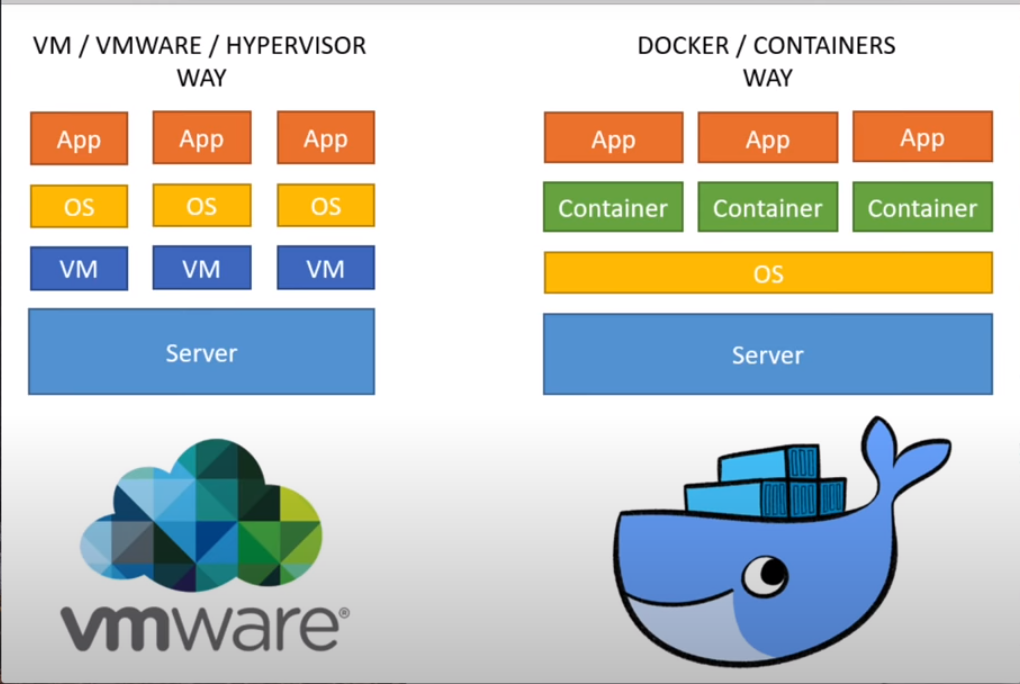 VM / VMWARE / HYPERVISOR
WAY
App App App
OS OS OS
VM VM VM
Server
vmware®
DOCKER / CONTAINERS
WAY
App App App
Container Container Container
OS
Server